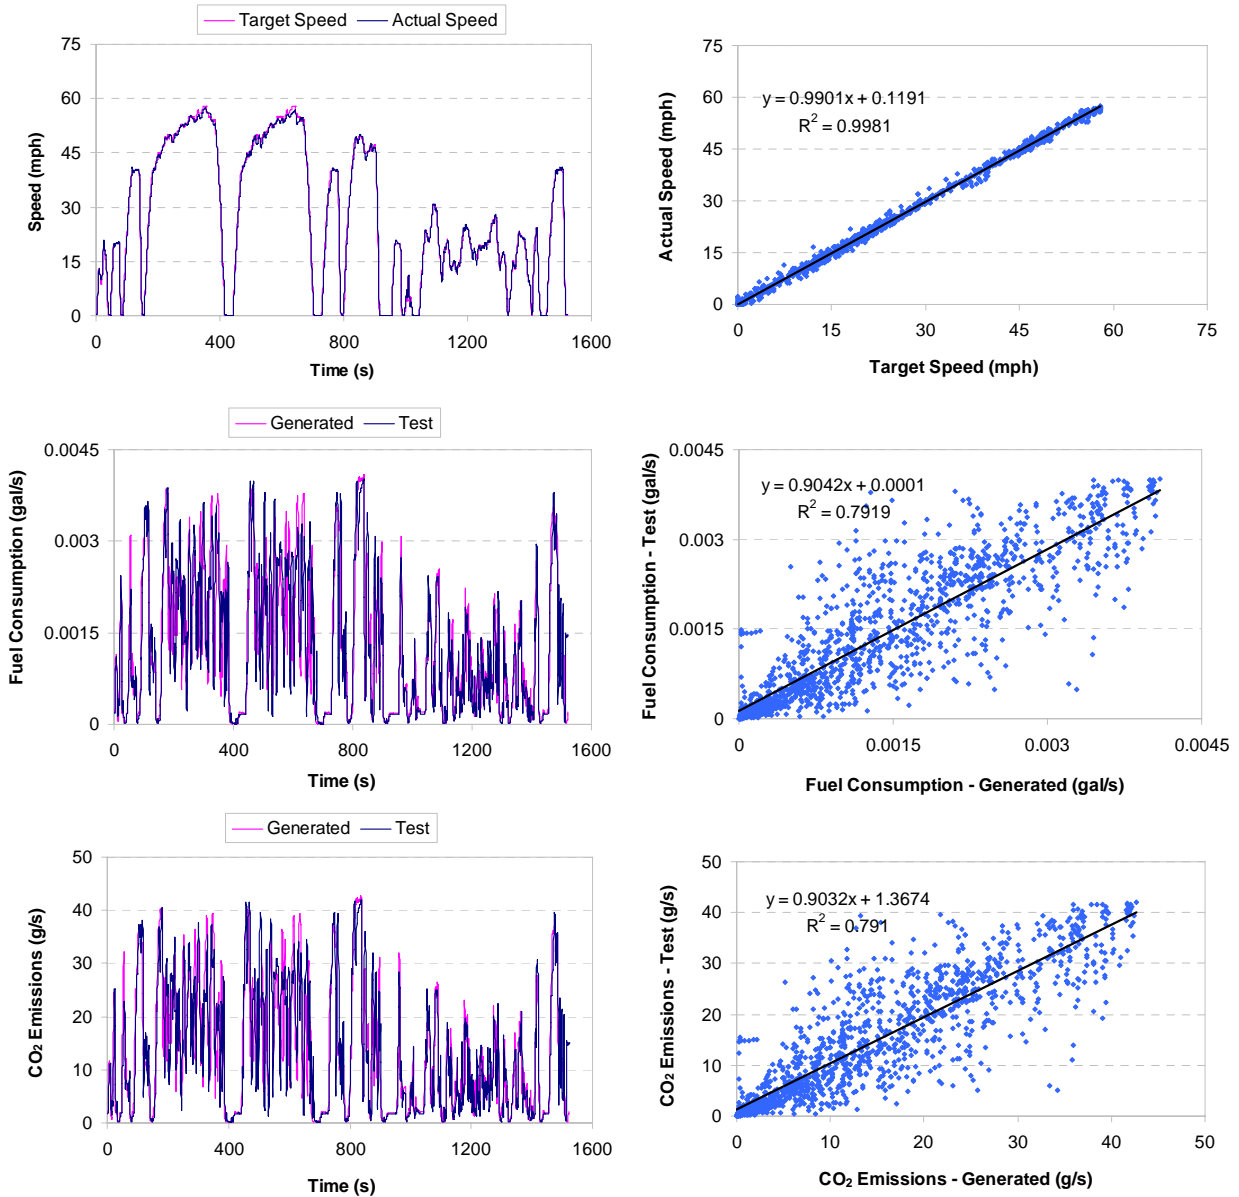 Target Speed Actual Speed
75
60
45
30
15
0
Speed (mph)
0 400 800 1200 1600
Time (s)
75
60
45
30
15
0
Actual Speed (mph)
y = 0.9901x + 0.1191
R² = 0.9981
0 15 30 45 60 75
Target Speed (mph)
Generated Test
0.0045
0.003
0.0015
0
Fuel Consumption (gal/s)
0 400 800 1200 1600
Time (s)
0.0045
0.003
0.0015
0
Fuel Consumption - Test (gal/s)
y = 0.9042x + 0.0001
R² = 0.7919
0 0.0015 0.003 0.0045
Fuel Consumption - Generated (gal/s)
Generated Test
50
40
30
20
10
0
CO₂ Emissions (g/s)
0 400 800 1200 1600
Time (s)
50
40
30
20
10
0
CO₂ Emissions - Test (g/s)
y = 0.9032x + 1.3674
R² = 0.791
0 10 20 30 40 50
CO₂ Emissions - Generated (g/s)